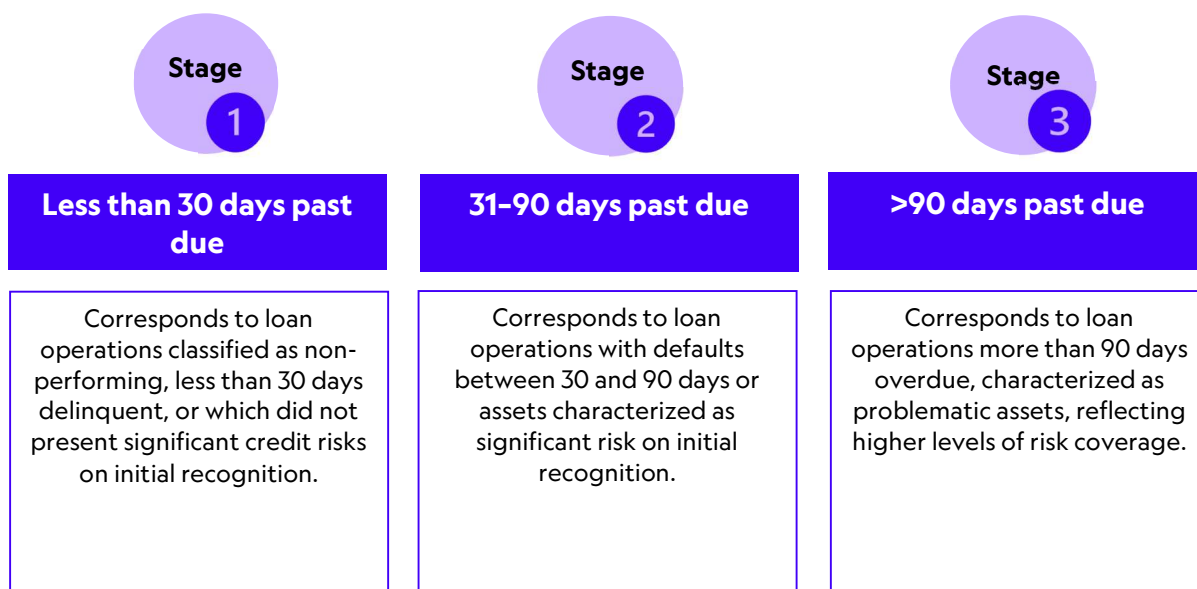 Stage
1
Less than 30 days past
due
Corresponds to loan
operations classified as non-
performing, less than 30 days
delinquent, or which did not
present significant credit risks
on initial recognition.
Stage
2
31-90 days past due
Corresponds to loan
operations with defaults
between 30 and 90 days or
assets characterized as
significant risk on initial
recognition.
Stage
3
>90 days past due
Corresponds to loan
operations more than 90 days
overdue, characterized as
problematic assets, reflecting
higher levels of risk coverage.